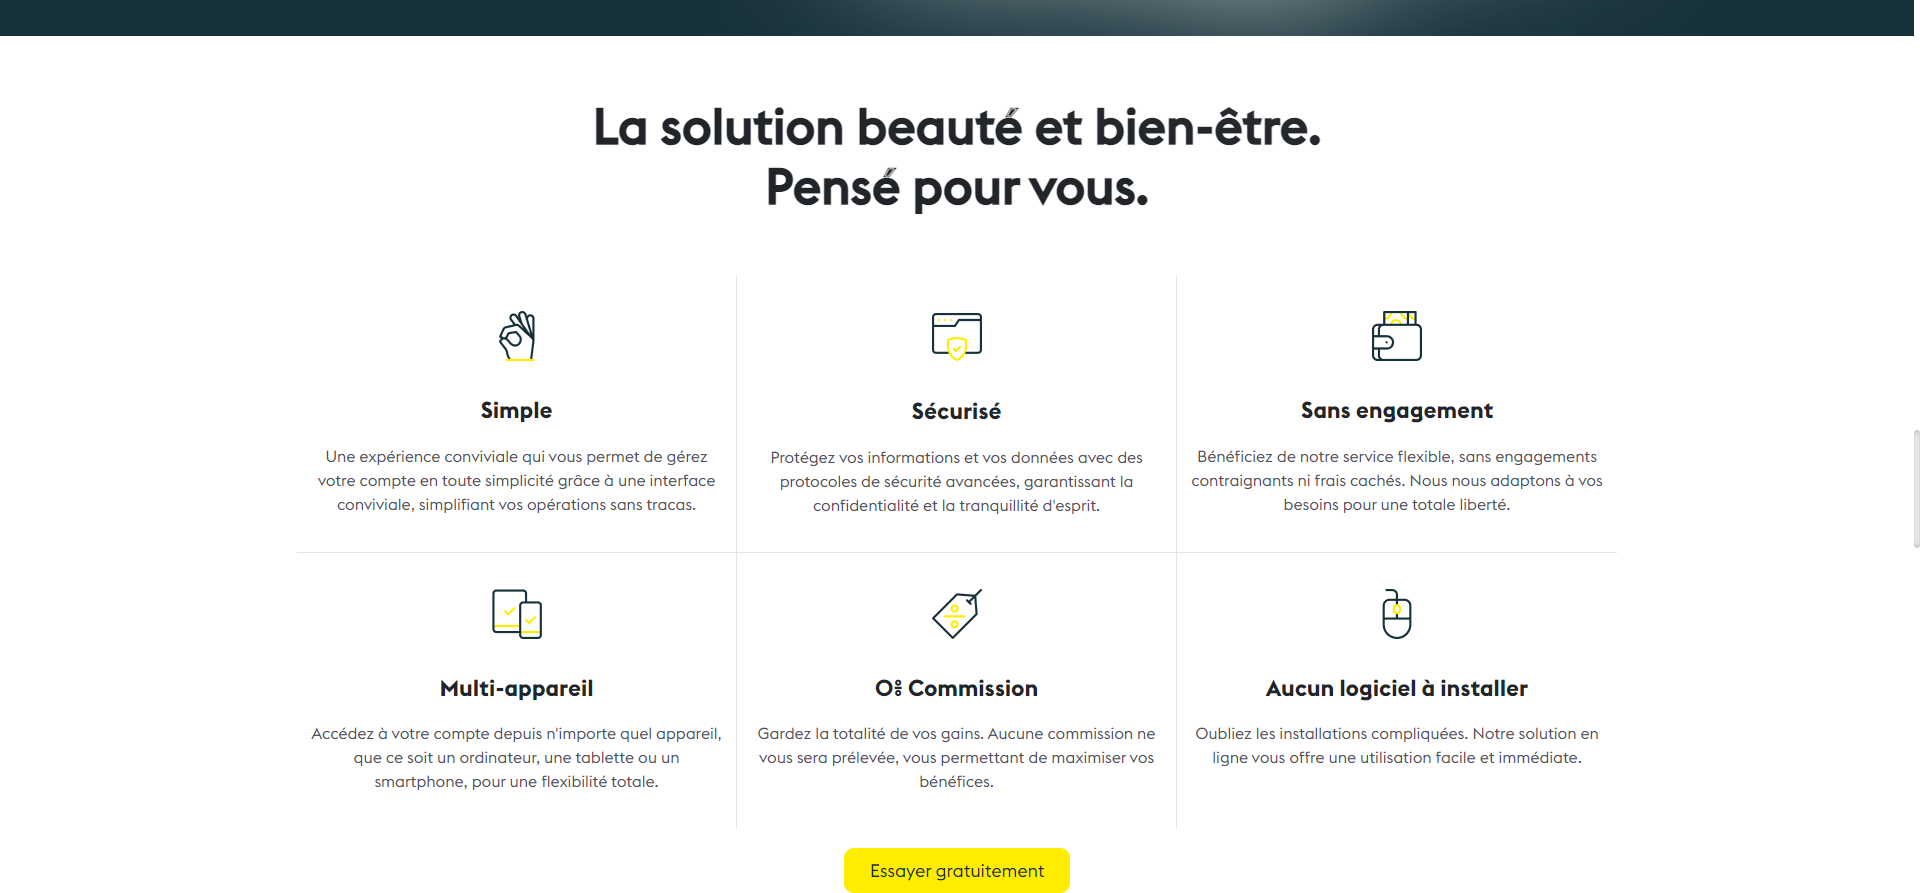 La solution beauté et bien-être.
Pensé pour vous.
Simple
Une expérience conviviale qui vous permet de gérez
votre compte en toute simplicité grâce à une interface
conviviale, simplifiant vos opérations sans tracas.
Sécurisé
Protégez vos informations et vos données avec des
protocoles de sécurité avancées, garantissant la
confidentialité et la tranquillité d'esprit.
Sans engagement
Bénéficiez de notre service flexible, sans engagements
contraignants ni frais cachés. Nous nous adaptons à vos
besoins pour une totale liberté.
Multi-appareil
Accédez à votre compte depuis n'importe quel appareil,
que ce soit un ordinateur, une tablette ou un
smartphone, pour une flexibilité totale.
0% Commission
Gardez la totalité de vos gains. Aucune commission ne
vous sera prélevée, vous permettant de maximiser vos
bénéfices.
Aucun logiciel à installer
Oubliez les installations compliquées. Notre solution en
ligne vous offre une utilisation facile et immédiate.
Essayer gratuitement